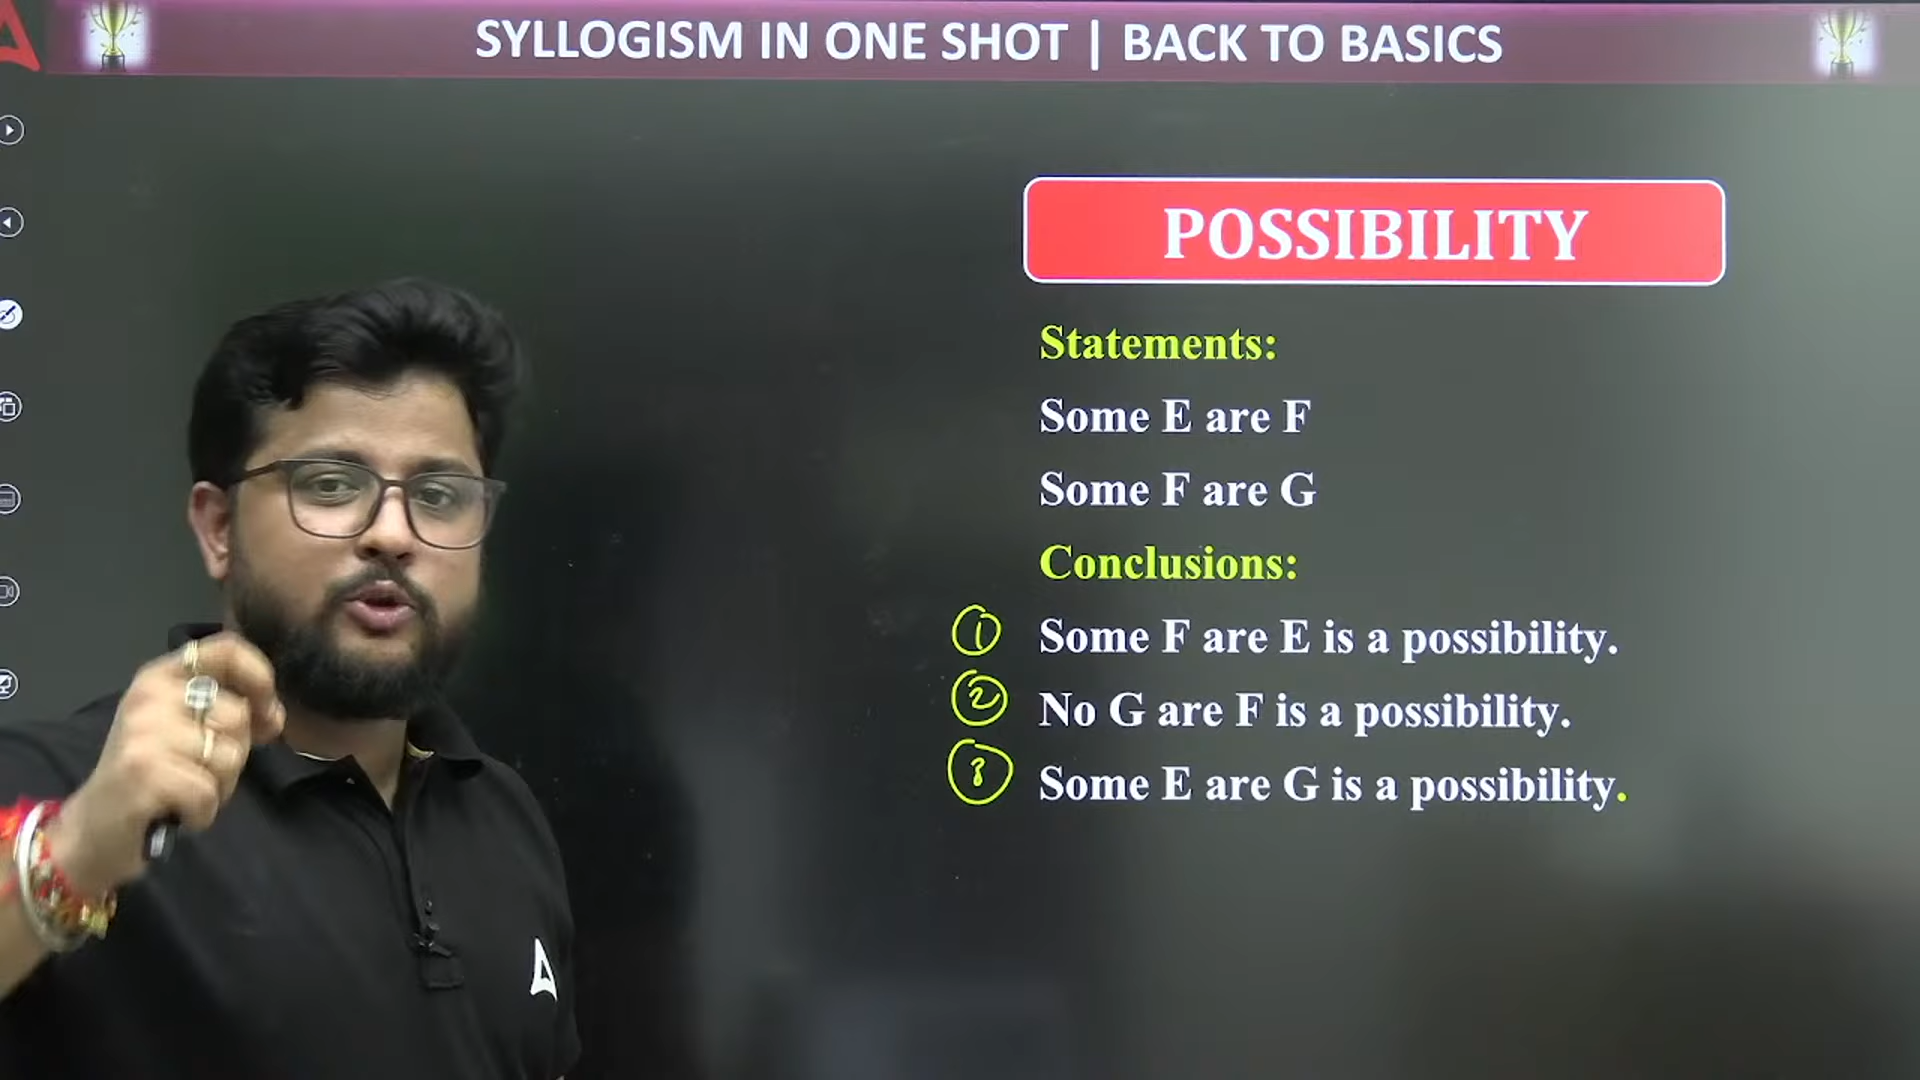 SYLLOGISM IN ONE SHOT | BACK TO BASICS
POSSIBILITY
Statements:
Some E are F
Some F are G
Conclusions:
1 Some F are E is a possibility.
2 No G are F is a possibility.
3 Some E are G is a possibility.